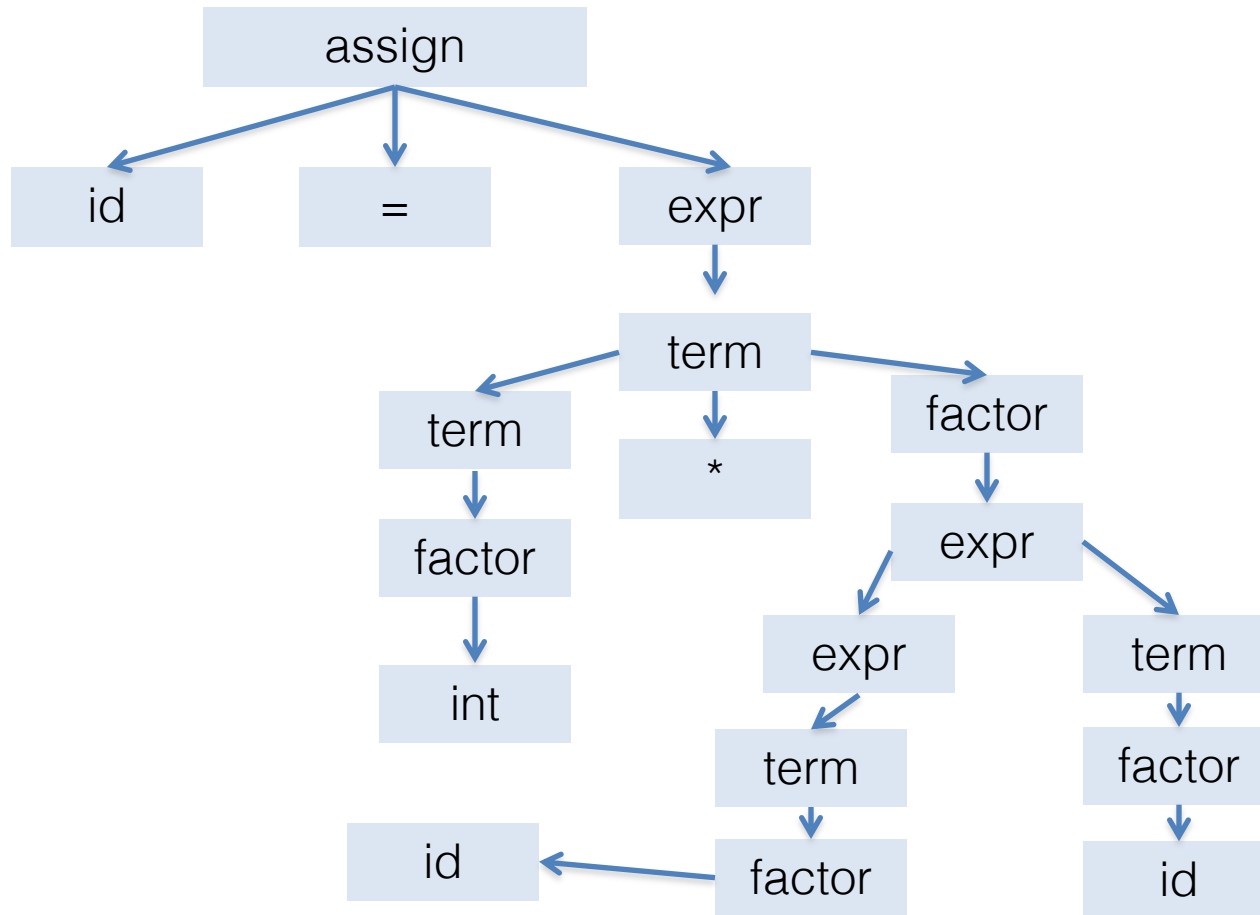 assign
id
=
expr
term
term
*
factor
factor
expr
int
expr
term
term
factor
id
factor
id